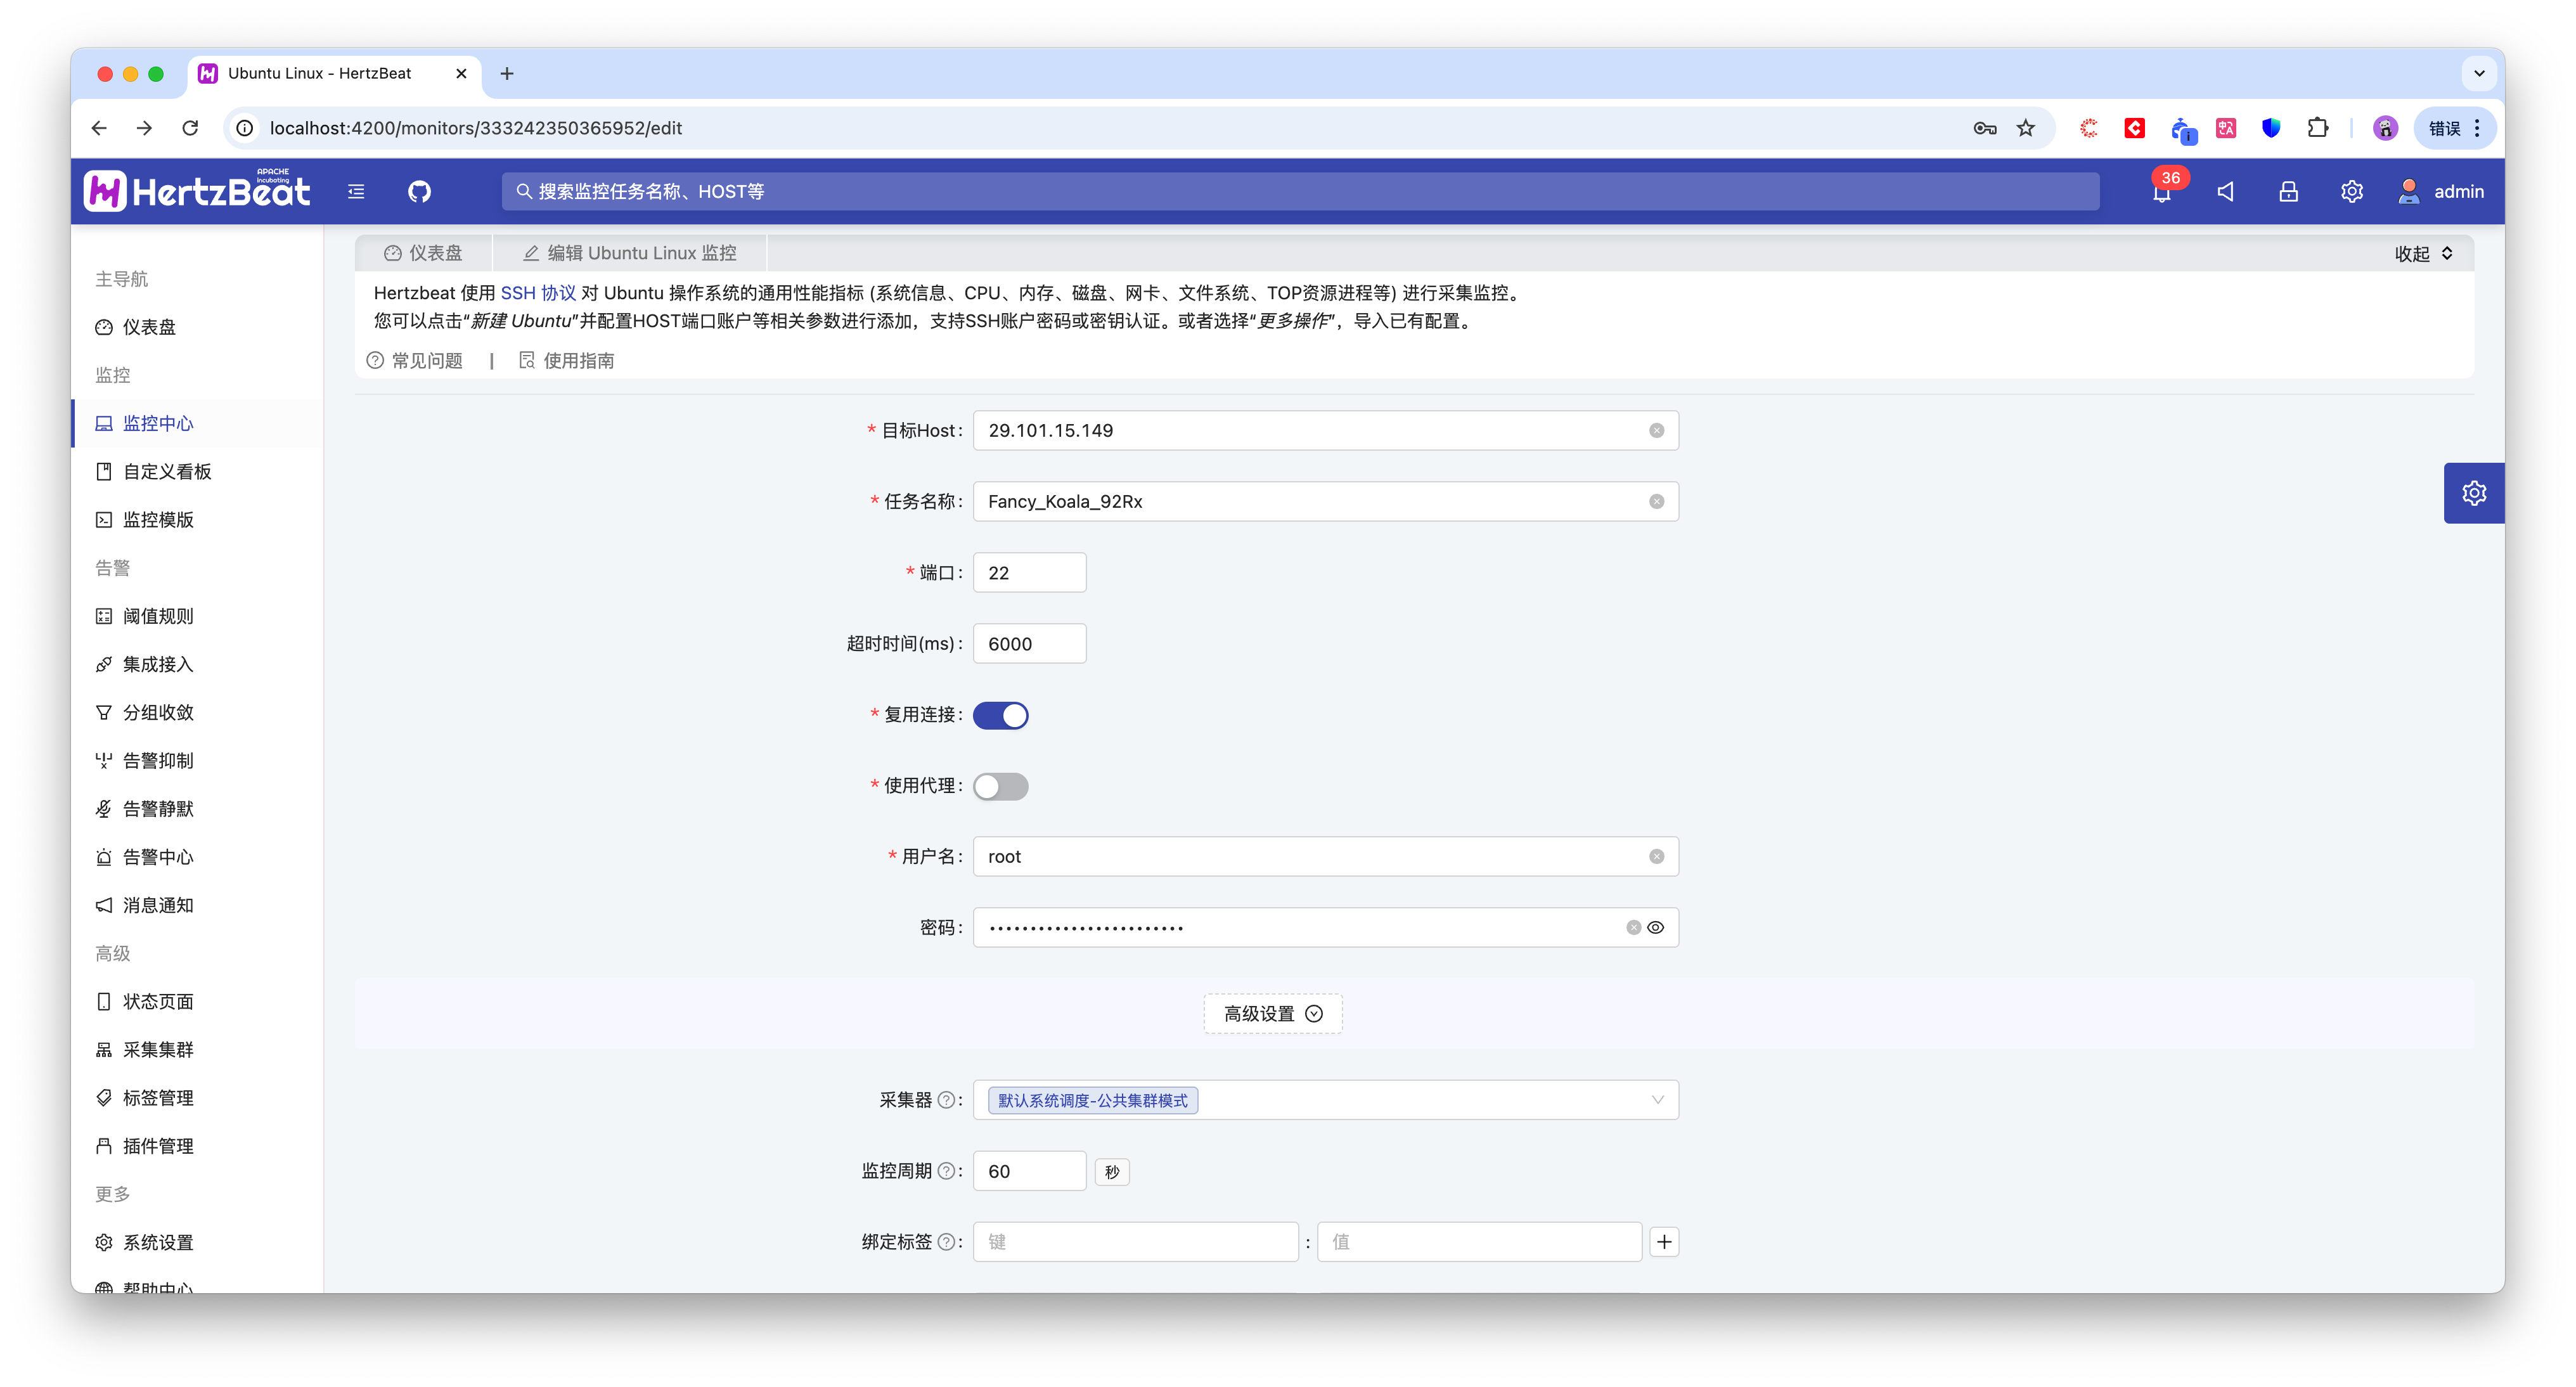 Ubuntu Linux - HertzBeat
localhost:4200/monitors/333242350365952/edit
错误
APACHE
incubating
HertzBeat
搜索监控任务名称、HOST等
36
admin
主导航
仪表盘
监控
监控中心
自定义看板
监控模版
告警
阈值规则
集成接入
分组收敛
告警抑制
告警静默
告警中心
消息通知
高级
状态页面
采集集群
标签管理
插件管理
更多
系统设置
帮助中心
仪表盘
编辑 Ubuntu Linux 监控
收起
Hertzbeat 使用 SSH 协议 对 Ubuntu 操作系统的通用性能指标 (系统信息、CPU、内存、磁盘、网卡、文件系统、TOP资源进程等) 进行采集监控。
您可以点击“新建 Ubuntu”并配置HOST端口账户等相关参数进行添加，支持SSH账户密码或密钥认证。或者选择“更多操作”，导入已有配置。
常见问题 | 使用指南
* 目标Host: 29.101.15.149
* 任务名称: Fancy_Koala_92Rx
* 端口: 22
超时时间(ms): 6000
* 复用连接:
* 使用代理:
* 用户名: root
密码: ••••••••••••••••••••••••
高级设置
采集器 : 默认系统调度-公共集群模式
监控周期 : 60 秒
绑定标签 : 键 : 值